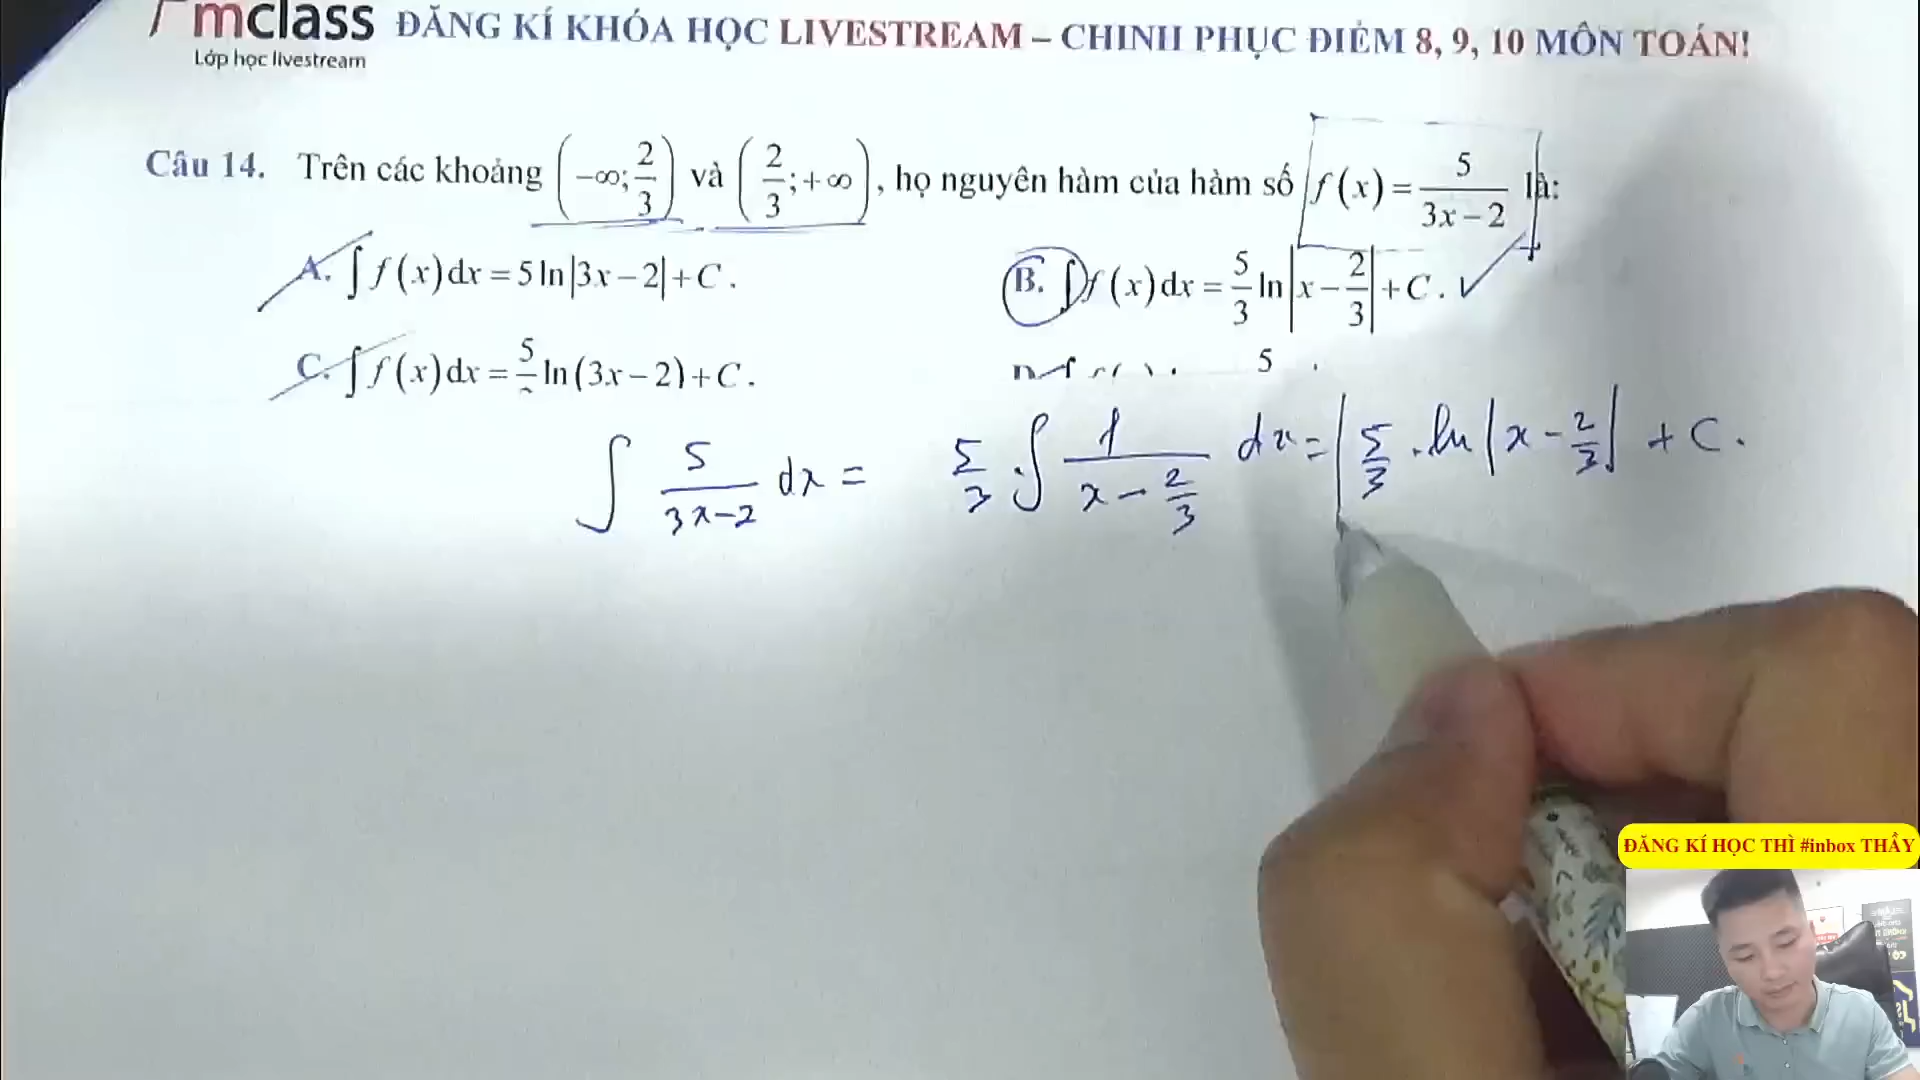 mclass ĐĂNG KÍ KHÓA HỌC LIVESTREAM – CHINH PHỤC ĐIỂM 8, 9, 10 MÔN TOÁN!
Lớp học livestream
Câu 14. Trên các khoảng (−∞; 2/3) và (2/3; +∞), họ nguyên hàm của hàm số f(x) = 5/(3x − 2) là:
A. ∫ f(x)dx = 5 ln|3x − 2| + C.
B. ∫ f(x)dx = 5/3 ln|x − 2/3| + C. ✓
C. ∫ f(x)dx = 5/ ln(3x − 2) + C.
5
∫ 5/(3x−2) dx = 5/3 . ∫ 1/(x − 2/3) dx = | 5/3 . ln|x − 2/3| + C.
ĐĂNG KÍ HỌC THÌ #inbox THẦY